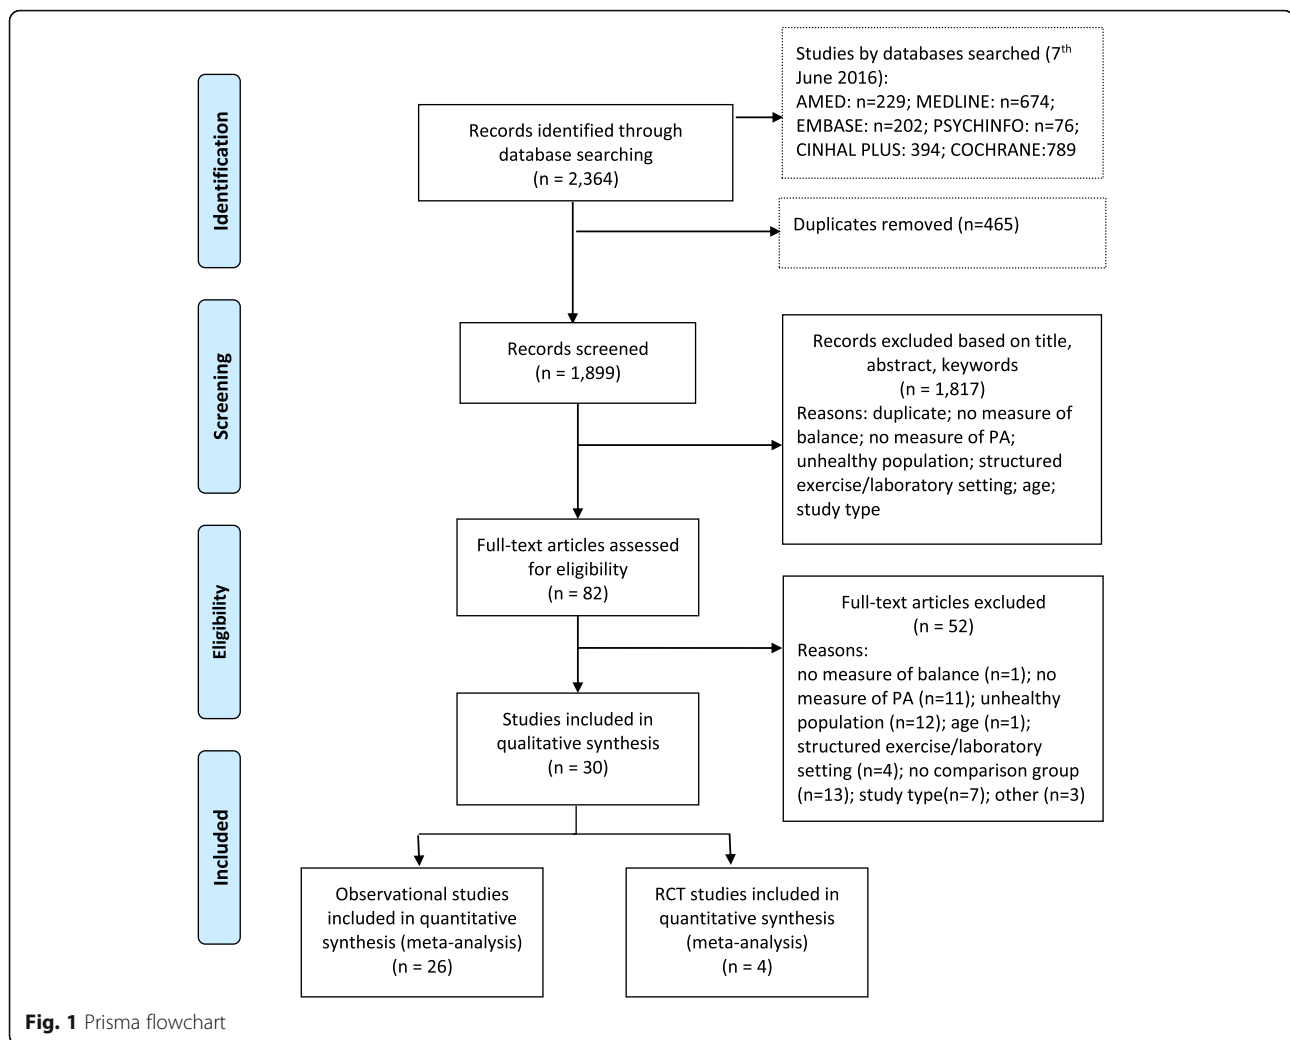 Identification
Studies by databases searched (7th
June 2016):
AMED: n=229; MEDLINE: n=674;
EMBASE: n=202; PSYCHINFO: n=76;
CINHAL PLUS: 394; COCHRANE:789
Records identified through
database searching
(n = 2,364)
Duplicates removed (n=465)
Screening
Records screened
(n = 1,899)
Records excluded based on title,
abstract, keywords
(n = 1,817)
Reasons: duplicate; no measure of
balance; no measure of PA;
unhealthy population; structured
exercise/laboratory setting; age;
study type
Eligibility
Full-text articles assessed
for eligibility
(n = 82)
Full-text articles excluded
(n = 52)
Reasons:
no measure of balance (n=1); no
measure of PA (n=11); unhealthy
population (n=12); age (n=1);
structured exercise/laboratory
setting (n=4); no comparison group
(n=13); study type(n=7); other (n=3)
Studies included in
qualitative synthesis
(n = 30)
Included
Observational studies
included in quantitative
synthesis (meta-analysis)
(n = 26)
RCT studies included in
quantitative synthesis
(meta-analysis)
(n = 4)
Fig. 1 Prisma flowchart